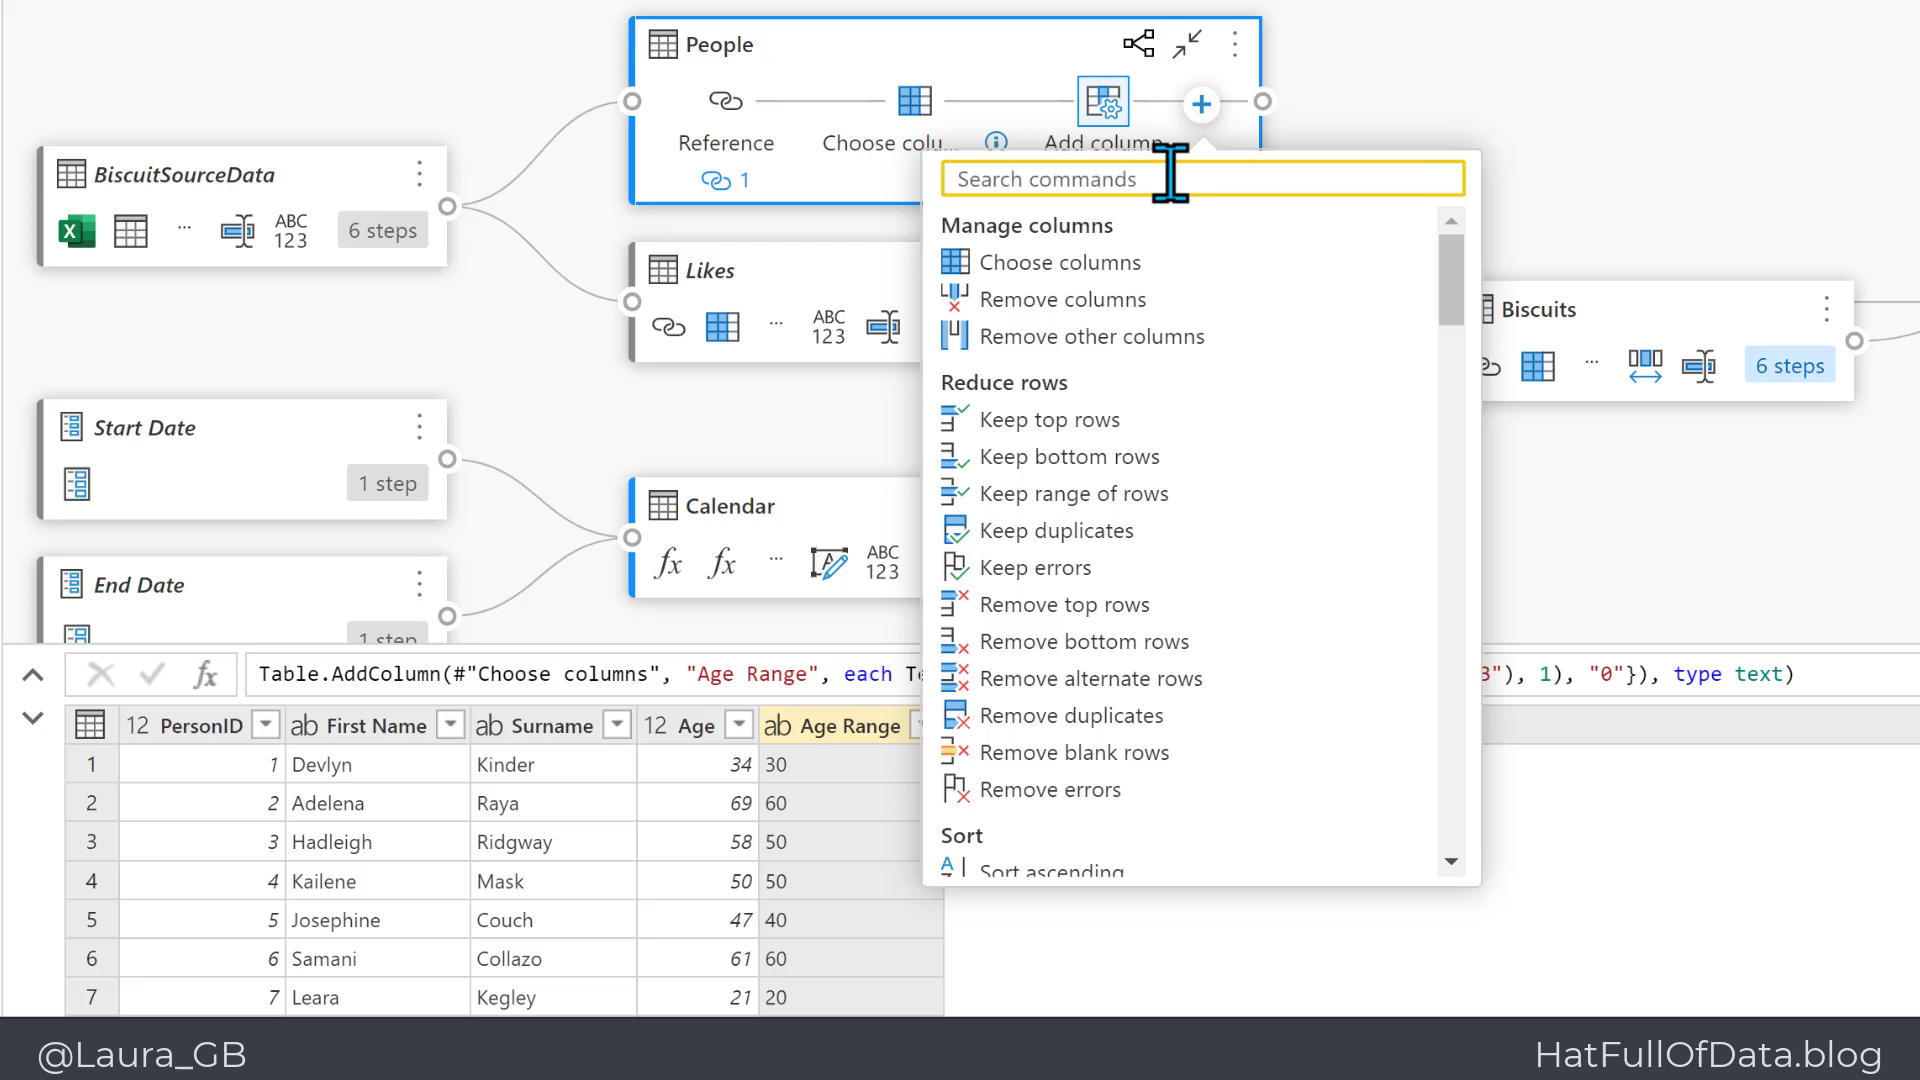 People
Reference
Choose colu...
Add column
1
BiscuitSourceData
ABC
123
6 steps
Likes
ABC
123
Start Date
1 step
End Date
1 step
Calendar
fx
fx
ABC
123
Biscuits
6 steps
Search commands
Manage columns
Choose columns
Remove columns
Remove other columns
Reduce rows
Keep top rows
Keep bottom rows
Keep range of rows
Keep duplicates
Keep errors
Remove top rows
Remove bottom rows
Remove alternate rows
Remove duplicates
Remove blank rows
Remove errors
Sort
Sort ascending
fx
Table.AddColumn(#"Choose columns", "Age Range", each "), 1), "0"}), type text)
12 PersonID ab First Name ab Surname 12 Age ab Age Range
1 1 Devlyn Kinder 34 30
2 2 Adelena Raya 69 60
3 3 Hadleigh Ridgway 58 50
4 4 Kailene Mask 50 50
5 5 Josephine Couch 47 40
6 6 Samani Collazo 61 60
7 7 Leara Kegley 21 20
@Laura_GB
HatFullOfData.blog